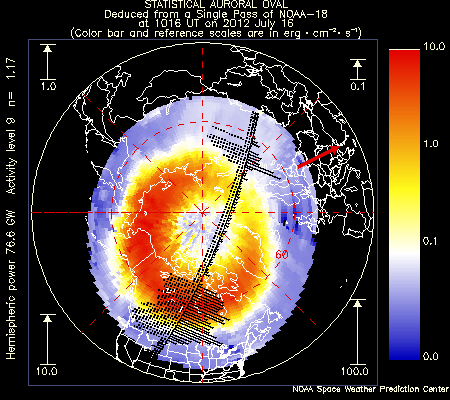 STATISTICAL AURORAL OVAL
Deduced from a Single Pass of NOAA-18
at 1016 UT on 2012 July 16
(Color bar and reference scales are in erg · cm⁻² · s⁻¹)
Hemispheric power 76.6 GW Activity level 9 n= 1.17
1.0
0.1
10.0
1.0
0.1
0.0
60
10.0
100.0
NOAA Space Weather Prediction Center